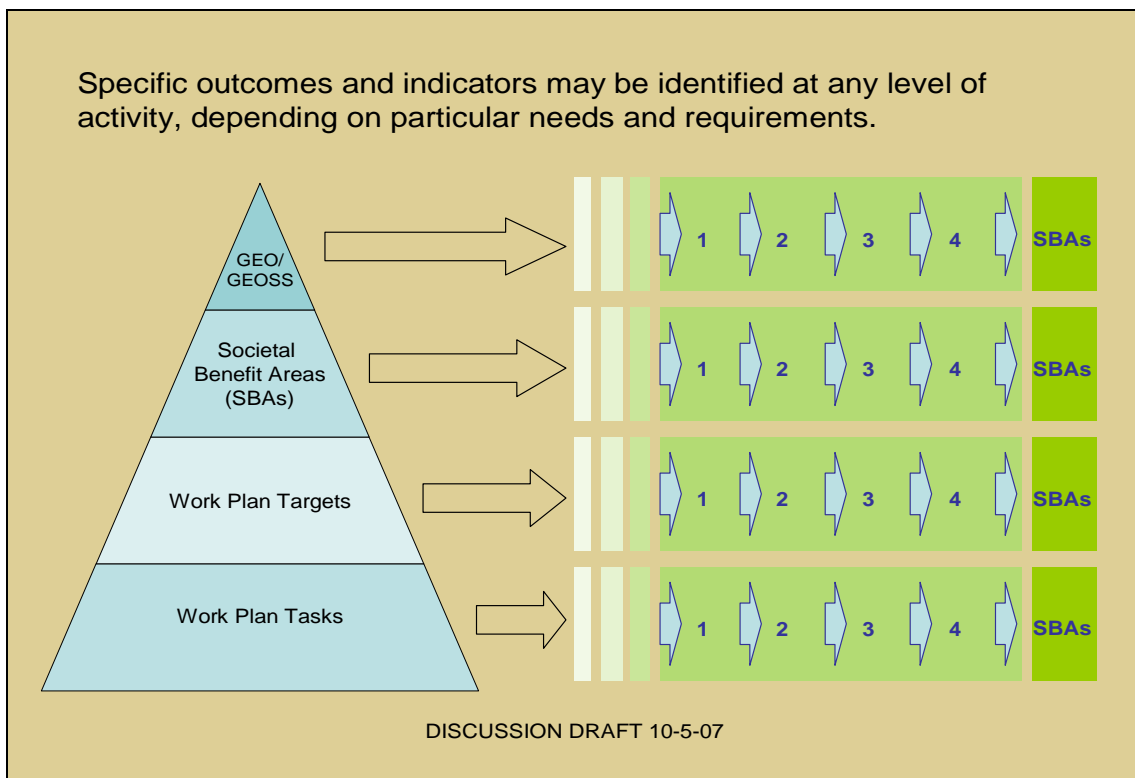 Specific outcomes and indicators may be identified at any level of
activity, depending on particular needs and requirements.
GEO/
GEOSS
1 2 3 4 SBAs
Societal
Benefit Areas
(SBAs)
1 2 3 4 SBAs
Work Plan Targets
1 2 3 4 SBAs
Work Plan Tasks
1 2 3 4 SBAs
DISCUSSION DRAFT 10-5-07